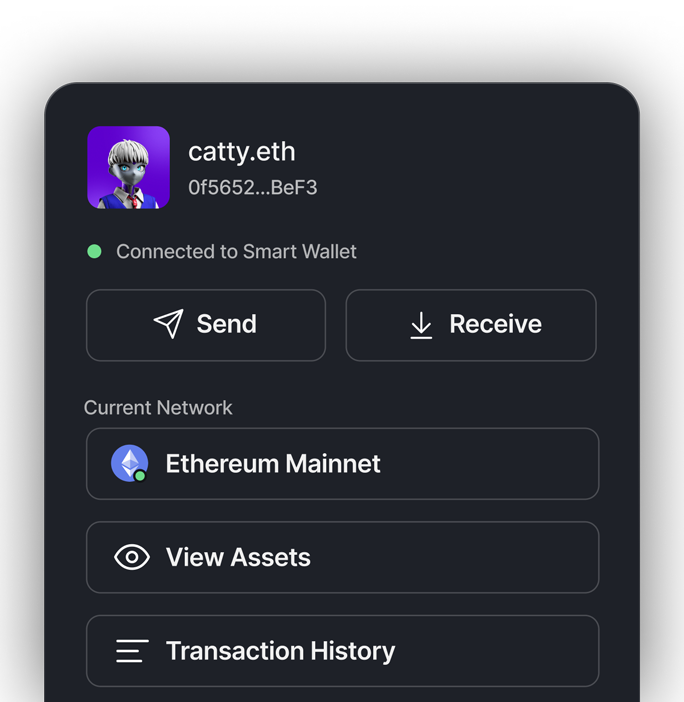 catty.eth
0f5652...BeF3
Connected to Smart Wallet
Send
Receive
Current Network
Ethereum Mainnet
View Assets
Transaction History